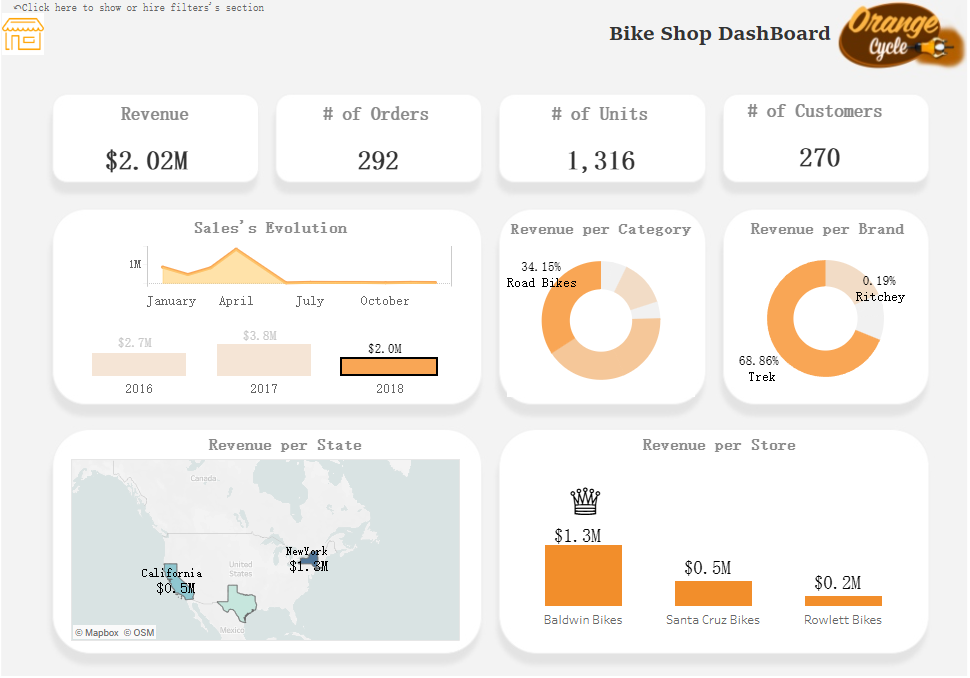 ↶Click here to show or hire filters's section
Bike Shop DashBoard
Orange
Cycle
Revenue
$2.02M
# of Orders
292
# of Units
1,316
# of Customers
270
Sales's Evolution
1M
January
April
July
October
$2.7M
$3.8M
$2.0M
2016
2017
2018
Revenue per Category
34.15%
Road Bikes
Revenue per Brand
0.19%
Ritchey
68.86%
Trek
Revenue per State
Canada
United
States
Mexico
NewYork
$1.3M
California
$0.5M
© Mapbox © OSM
Revenue per Store
$1.3M
$0.5M
$0.2M
Baldwin Bikes
Santa Cruz Bikes
Rowlett Bikes